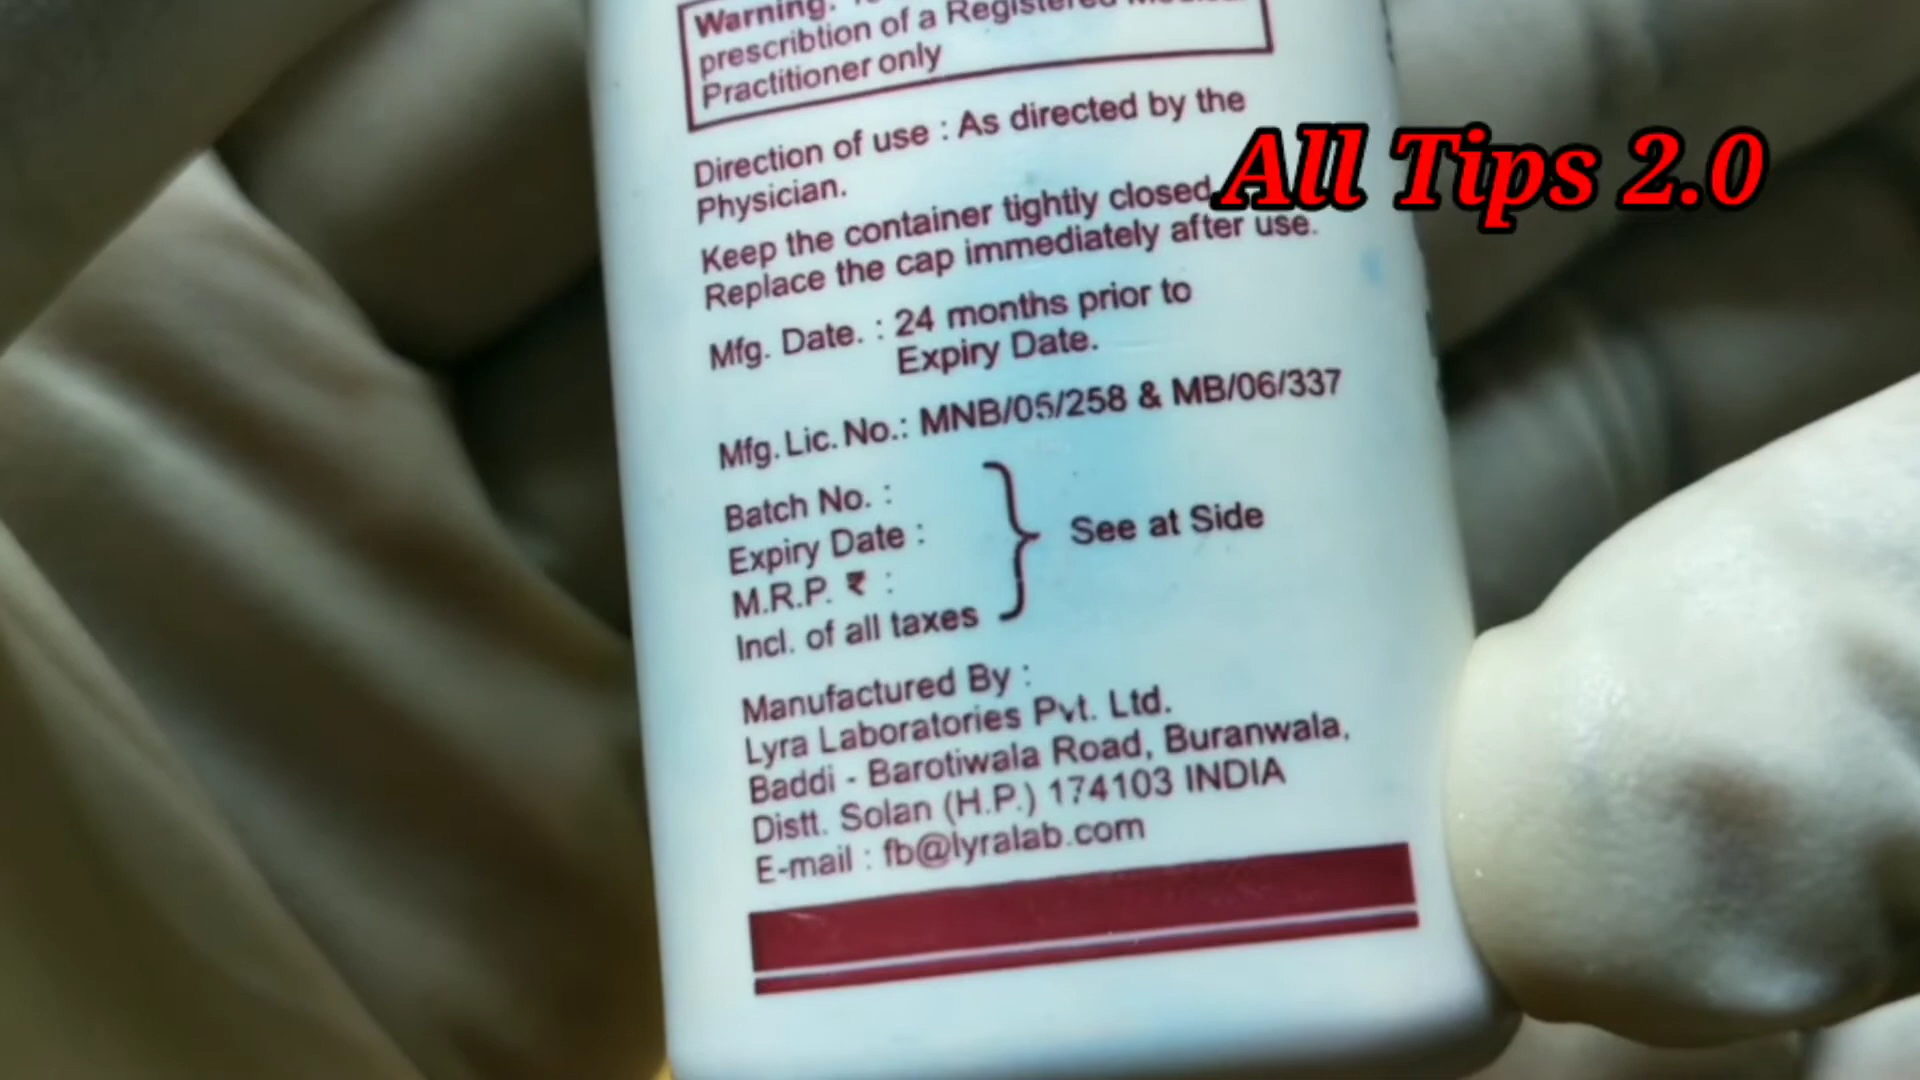 Warning:
prescribtion of a Registered
Practitioner only
Direction of use : As directed by the
Physician.
Keep the container tightly closed
Replace the cap immediately after use.
Mfg. Date. : 24 months prior to
Expiry Date.
Mfg. Lic. No.: MNB/05/258 & MB/06/337
Batch No. :
Expiry Date :
M.R.P. ₹ :
Incl. of all taxes
See at Side
Manufactured By :
Lyra Laboratories Pvt. Ltd.
Baddi - Barotiwala Road, Buranwala,
Distt. Solan (H.P.) 174103 INDIA
E-mail : fb@lyralab.com
All Tips 2.0